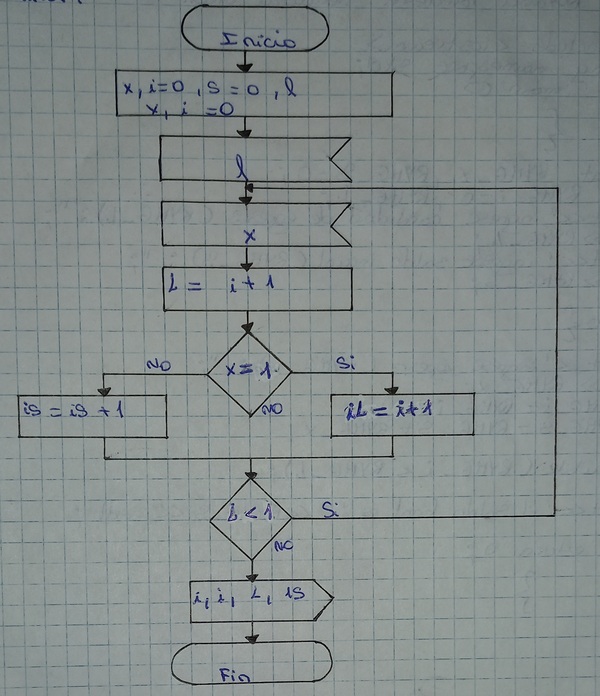 Inicio
x, i=0, S=0, l
x, i =0
l
x
L = i+1
x=1.
NO
Si
NO
iS = iS +1
iL = i+1
L<1.
Si
NO
i, i, L, iS
Fin